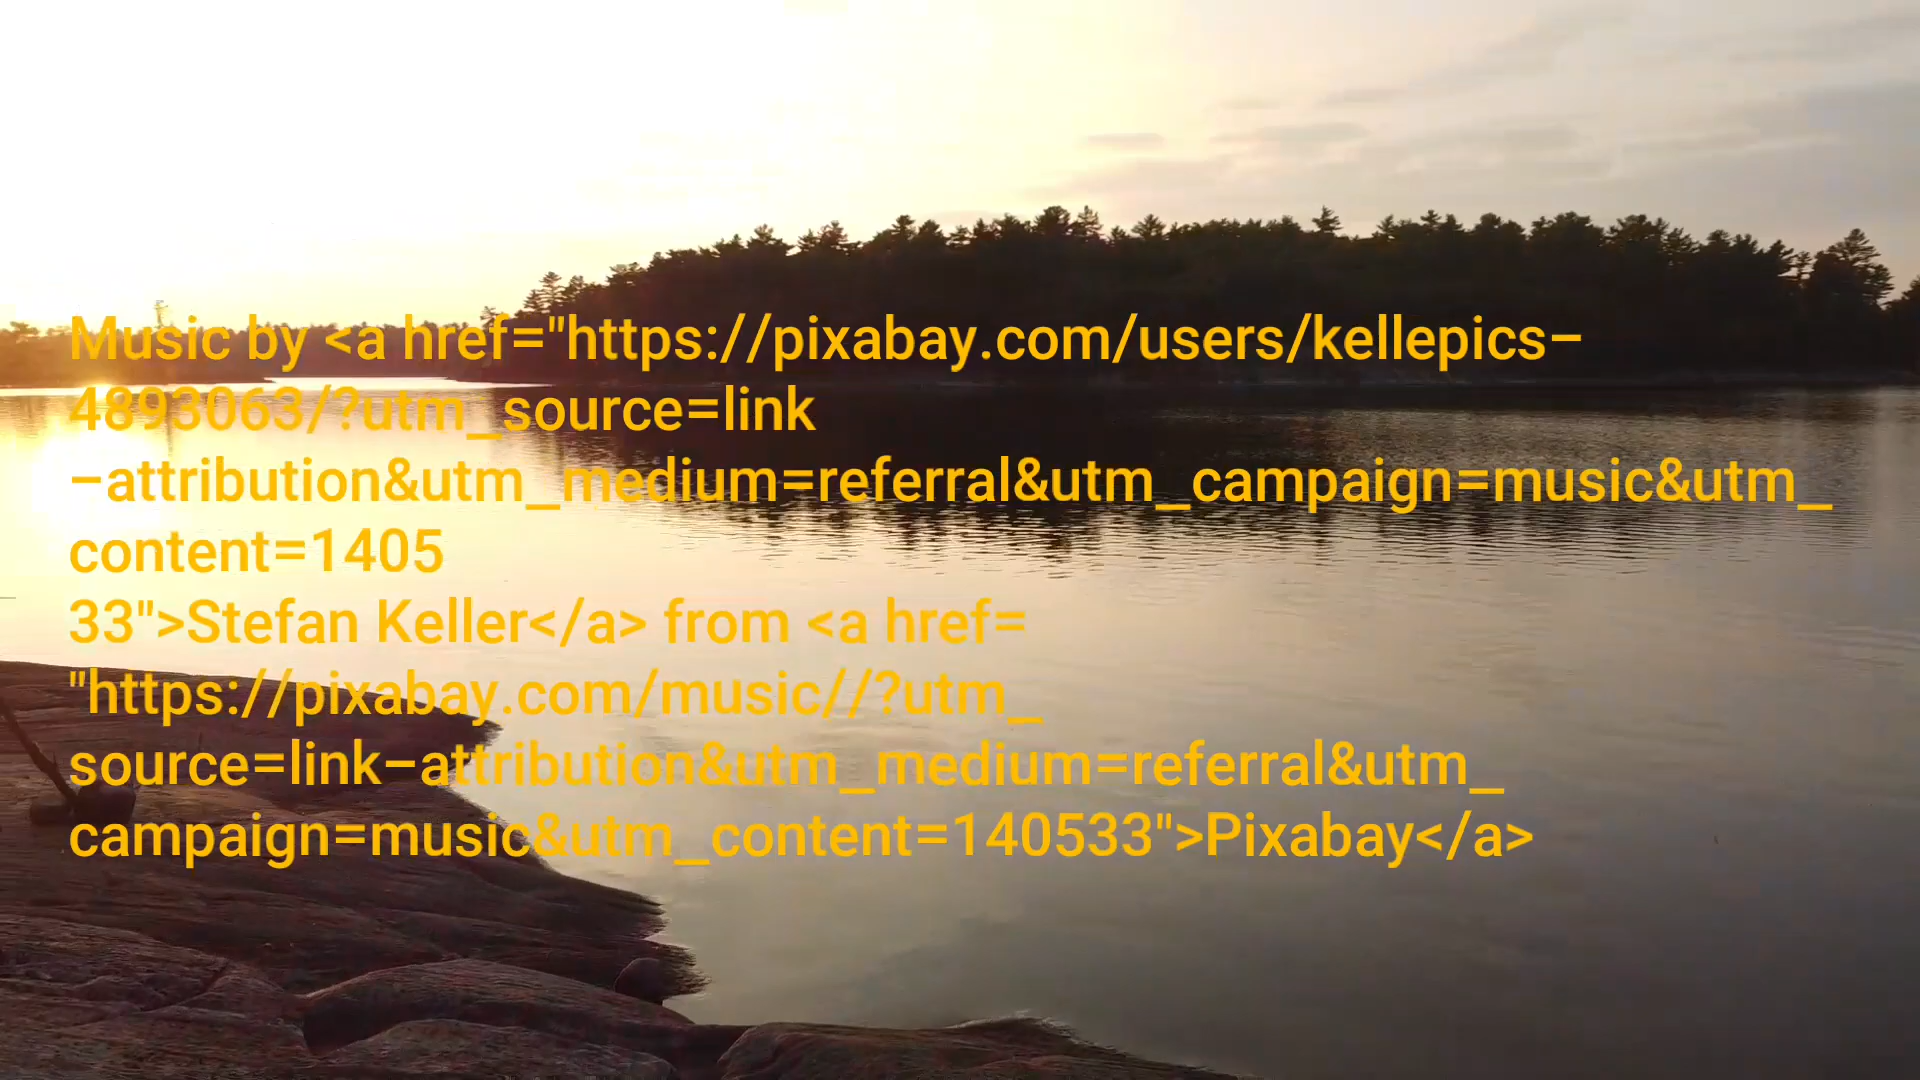 Music by <a href="https://pixabay.com/users/kellepics–
4893063/?utm_source=link
–attribution&utm_medium=referral&utm_campaign=music&utm_
content=1405
33">Stefan Keller</a> from <a href=
"https://pixabay.com/music//?utm_
source=link–attribution&utm_medium=referral&utm_
campaign=music&utm_content=140533">Pixabay</a>